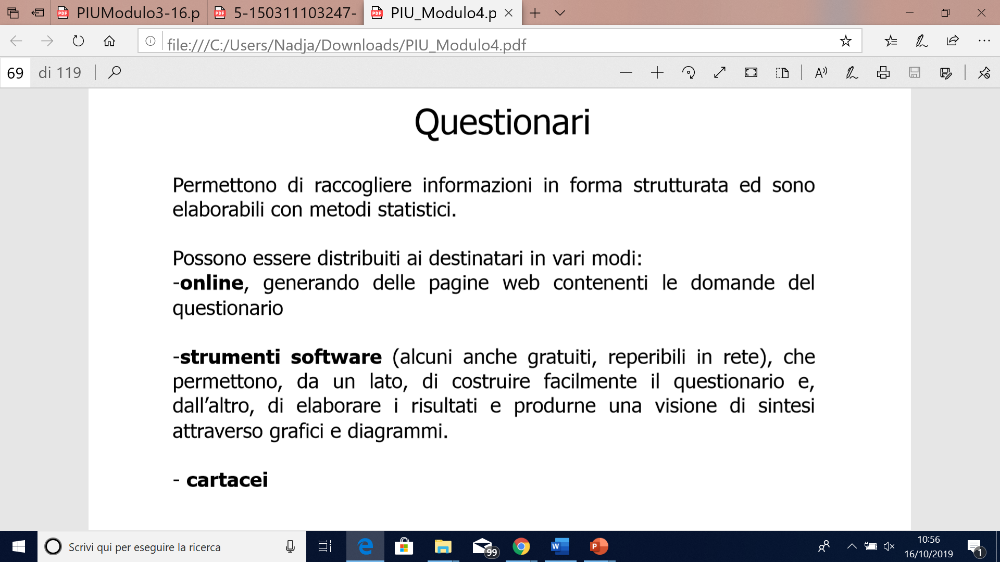 PIUModulo3-16.p
5-150311103247-
PIU_Modulo4.p
file:///C:/Users/Nadja/Downloads/PIU_Modulo4.pdf
69 di 119
Questionari
Permettono di raccogliere informazioni in forma strutturata ed sono
elaborabili con metodi statistici.
Possono essere distribuiti ai destinatari in vari modi:
-online, generando delle pagine web contenenti le domande del
questionario
-strumenti software (alcuni anche gratuiti, reperibili in rete), che
permettono, da un lato, di costruire facilmente il questionario e,
dall’altro, di elaborare i risultati e produrne una visione di sintesi
attraverso grafici e diagrammi.
- cartacei
Scrivi qui per eseguire la ricerca
99
10:56
16/10/2019
1